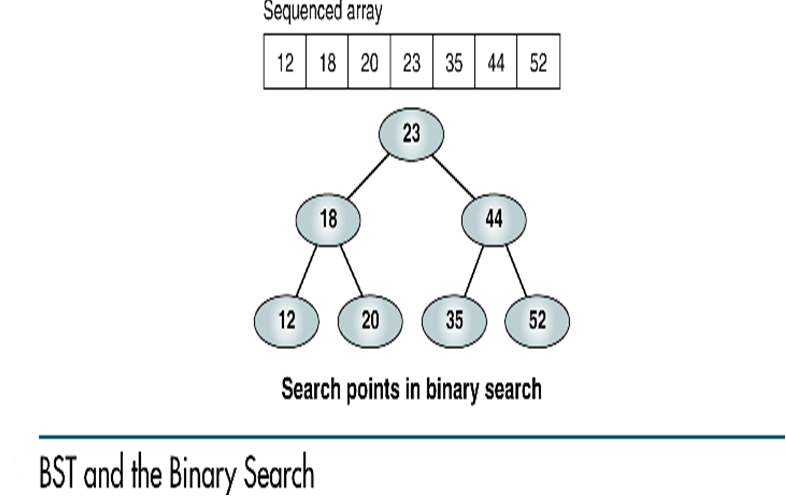 Sequenced array
12 18 20 23 35 44 52
23
18 44
12 20 35 52
Search points in binary search
BST and the Binary Search